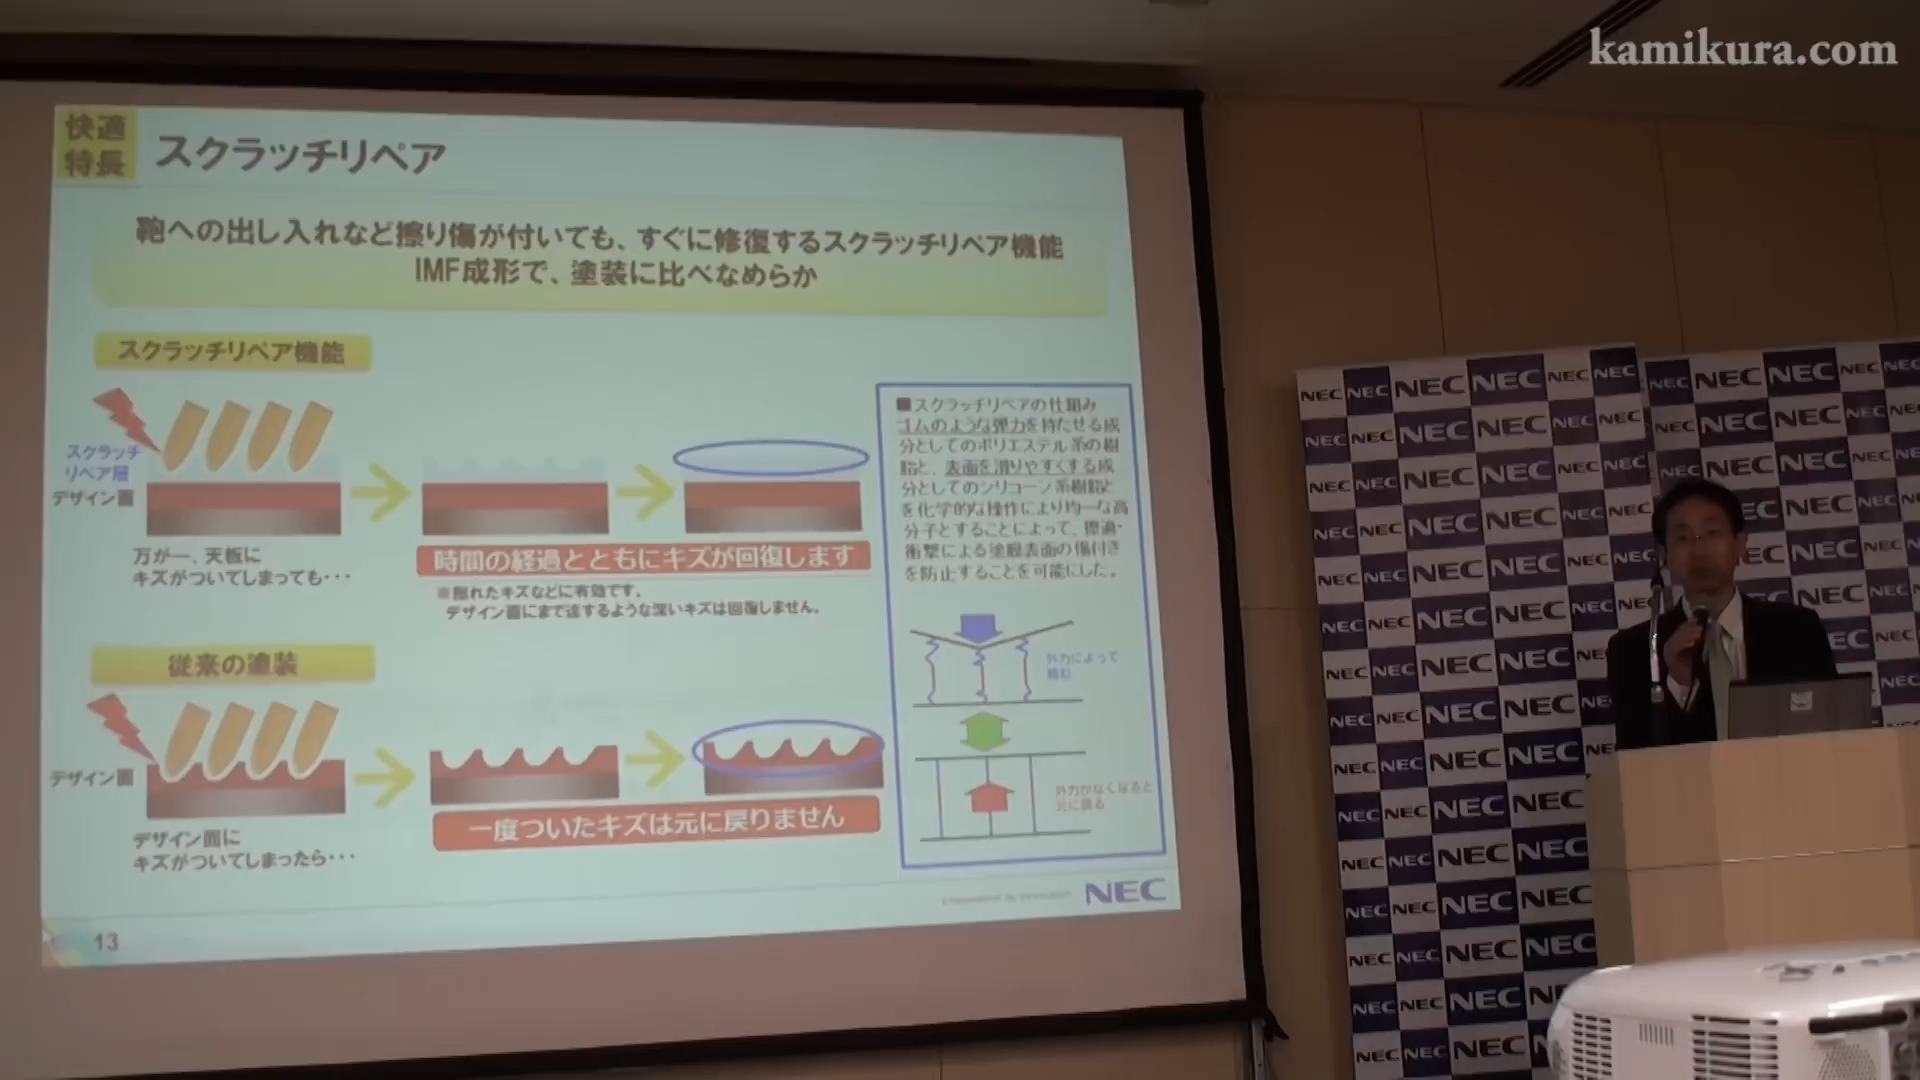 kamikura.com
快適
特長
スクラッチリペア
鞄への出し入れなど擦り傷が付いても、すぐに修復するスクラッチリペア機能
IMF成形で、塗装に比べなめらか
スクラッチリペア機能
スクラッチ
リペア層
デザイン面
万が一、天板に
キズがついてしまっても・・・
時間の経過とともにキズが回復します
※擦れたキズなどに有効です。
デザイン面にまで達するような深いキズは回復しません。
従来の塗装
デザイン面
デザイン面に
キズがついてしまったら・・・
一度ついたキズは元に戻りません
■スクラッチリペアの仕組み
ゴムのような弾力を持たせる成
分としてのポリエステル系の樹
脂と、表面を滑りやすくする成
分としてのシリコーン系樹脂と
を化学的な操作により均一な高
分子とすることによって、擦過・
衝撃による塗膜表面の傷付き
を防止することを可能にした。
外力によって
縮む
外力がなくなると
元に戻る
Empowered by Innovation
NEC
13
NEC NEC NEC NEC NEC NEC NEC NEC NEC NEC NEC